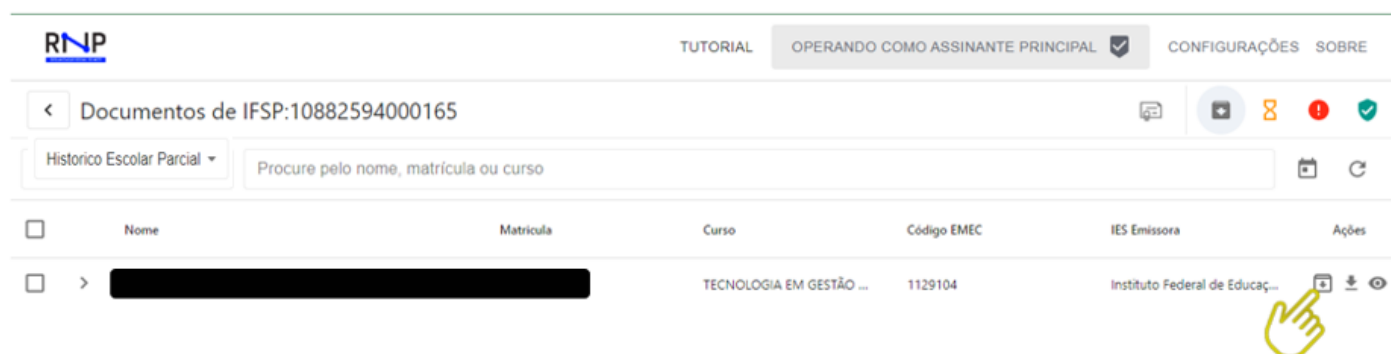 RNP
TUTORIAL OPERANDO COMO ASSINANTE PRINCIPAL CONFIGURAÇÕES SOBRE
Documentos de IFSP:10882594000165
Historico Escolar Parcial Procure pelo nome, matrícula ou curso
Nome Matricula Curso Código EMEC IES Emissora Ações
TECNOLOGIA EM GESTÃO ... 1129104 Instituto Federal de Educaç...